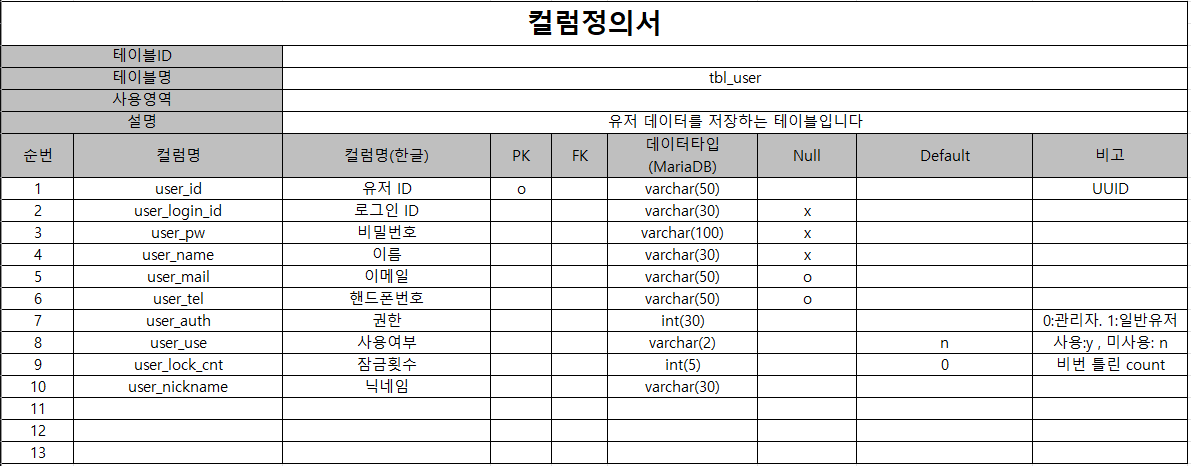 컬럼정의서
테이블ID
테이블명 tbl_user
사용영역
설명 유저 데이터를 저장하는 테이블입니다
순번 컬럼명 컬럼명(한글) PK FK 데이터타입 (MariaDB) Null Default 비고
1 user_id 유저 ID o varchar(50) UUID
2 user_login_id 로그인 ID varchar(30) x
3 user_pw 비밀번호 varchar(100) x
4 user_name 이름 varchar(30) x
5 user_mail 이메일 varchar(50) o
6 user_tel 핸드폰번호 varchar(50) o
7 user_auth 권한 int(30) 0:관리자. 1:일반유저
8 user_use 사용여부 varchar(2) n 사용:y , 미사용: n
9 user_lock_cnt 잠금횟수 int(5) 0 비번 틀린 count
10 user_nickname 닉네임 varchar(30)
11
12
13